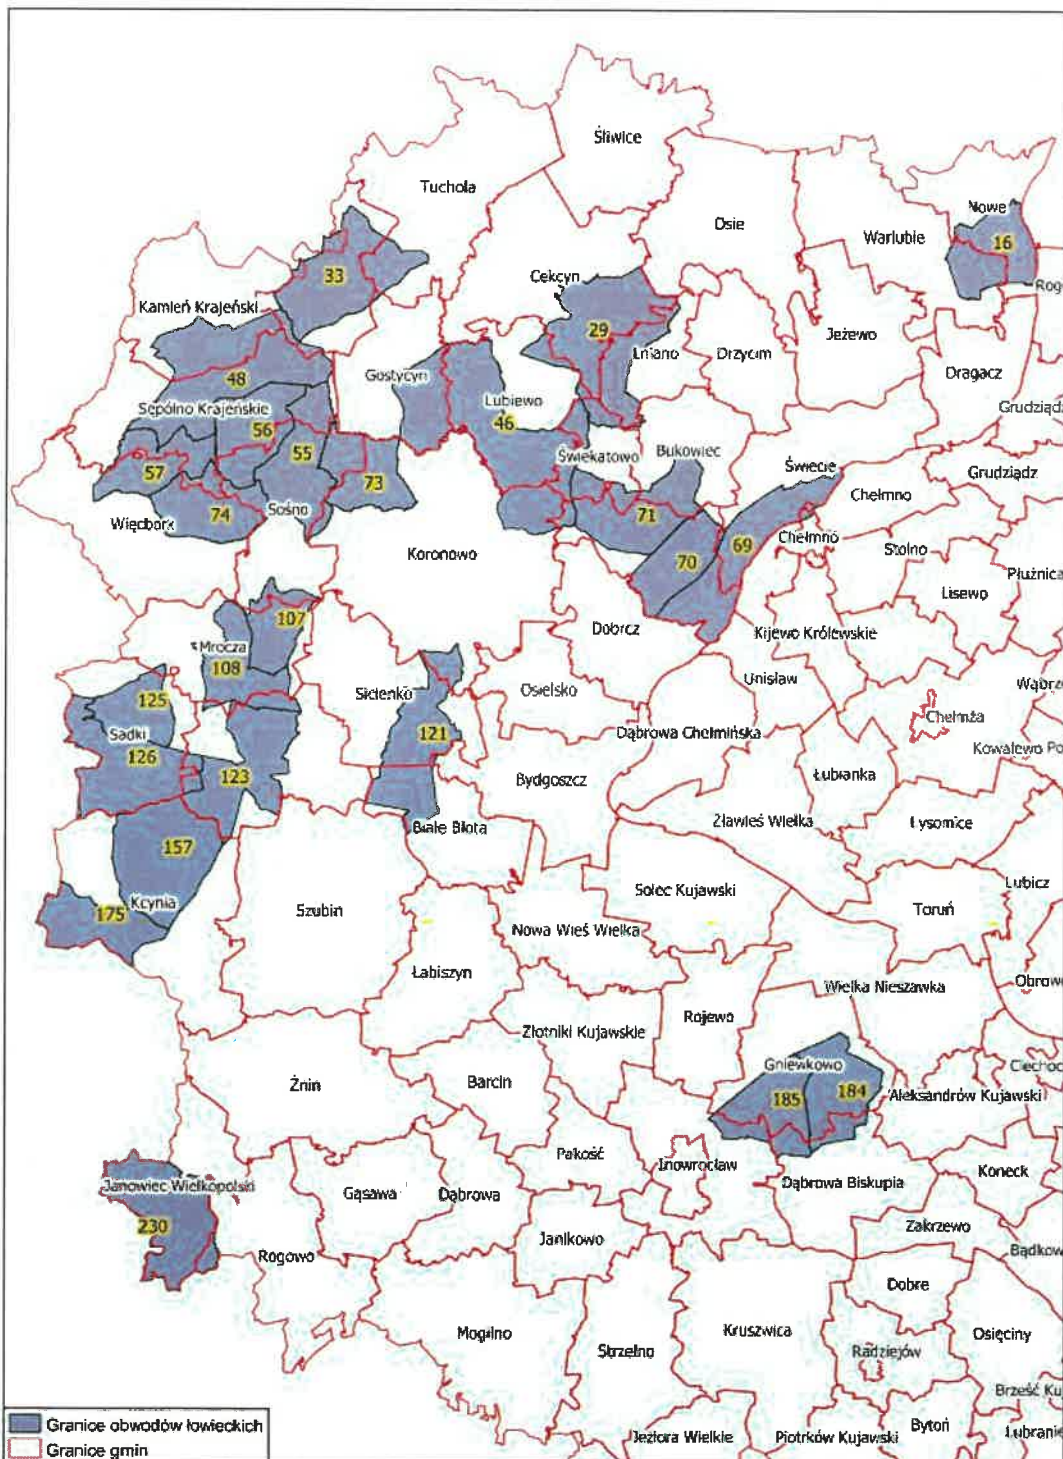 Śliwice
Tuchola
Osie
Nowe
Warlubie
16
33
Cekcyn
Rog
Kamień Krajeński
29
Jeżewo
Lniano
Drzycim
48
Gostycyn
Dragacz
Lubiewo
46
Sępólno Krajeńskie
Grudziądz
56
55
Świekatowo
Bukowiec
57
73
Świecie
Grudziądz
Chełmno
74
Sośno
71
Więcbork
Chełmno
69
Koronowo
Stolno
70
Płużnica
Lisewo
107
Dobrcz
Kijewo Królewskie
Mrocza
108
Unisław
Wąbrze
125
Sicienko
Osielsko
Chełmża
Sadki
121
Dąbrowa Chełmińska
Kowalewo Po
126
123
Bydgoszcz
Łubianka
Białe Błota
Zławieś Wielka
Łysomice
157
Lubicz
Solec Kujawski
Kcynia
175
Szubin
Toruń
Nowa Wieś Wielka
Łabiszyn
Obrowo
Wielka Nieszawka
Rojewo
Złotniki Kujawskie
Gniewkowo
Ciechoc
Żnin
Barcin
184
185
Aleksandrów Kujawski
Pakość
Inowrocław
Koneck
Janowiec Wielkopolski
Dąbrowa Biskupia
Gąsawa
Dąbrowa
230
Zakrzewo
Janikowo
Rogowo
Bądkow
Dobre
Mogilno
Strzelno
Kruszwica
Osięciny
Radziejów
Brześć Ku
Granice obwodów łowieckich
Bytoń
Lubranie
Jeziora Wielkie
Piotrków Kujawski
Granice gmin